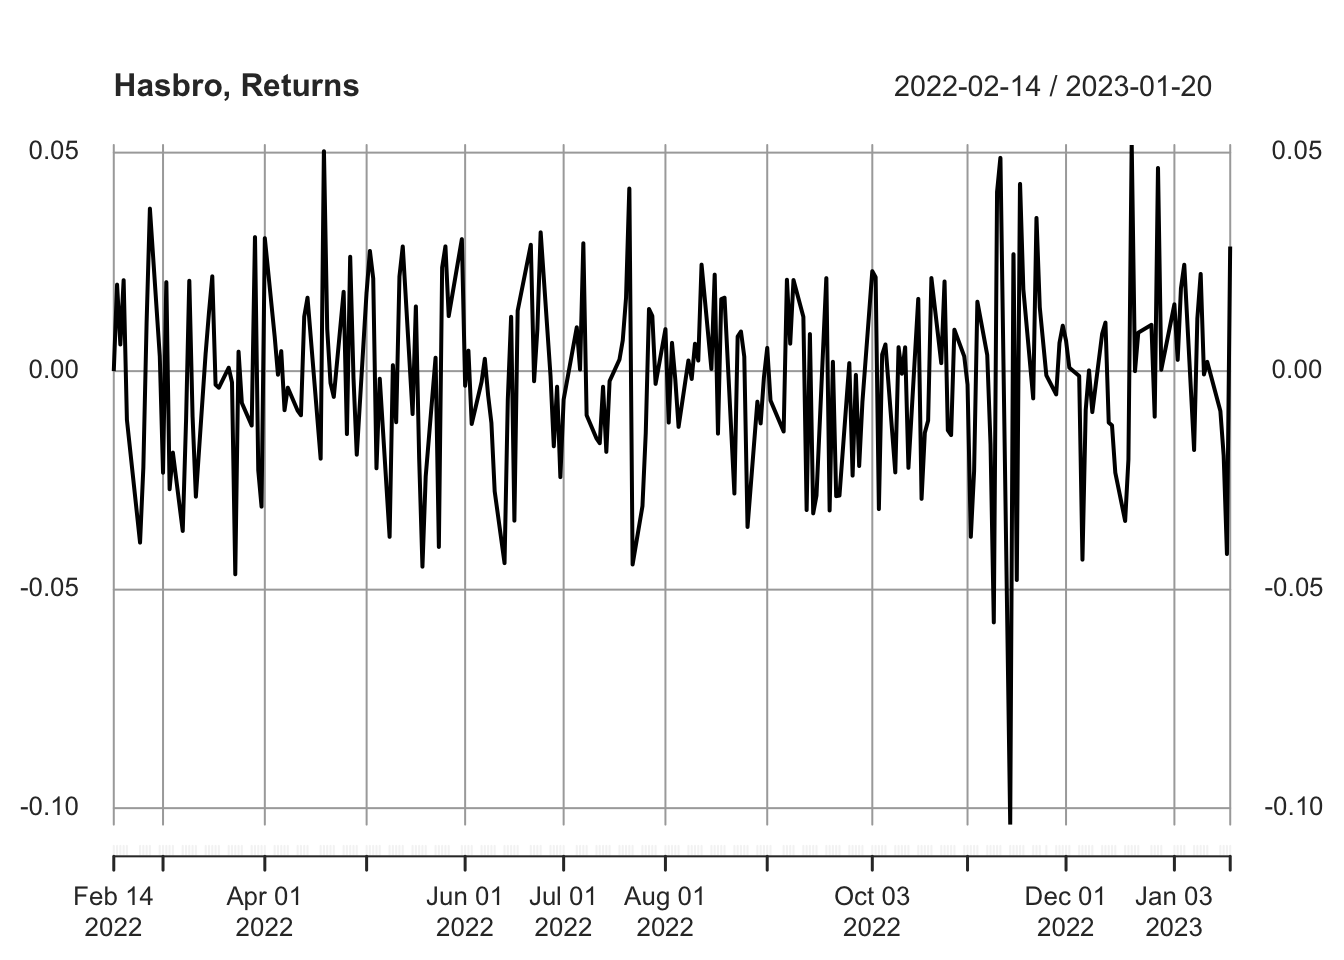 Hasbro, Returns 2022-02-14 / 2023-01-20
0.05 0.05
0.00 0.00
-0.05 -0.05
-0.10 -0.10
Feb 14 Apr 01 Jun 01 Jul 01 Aug 01 Oct 03 Dec 01 Jan 03
2022 2022 2022 2022 2022 2022 2022 2023